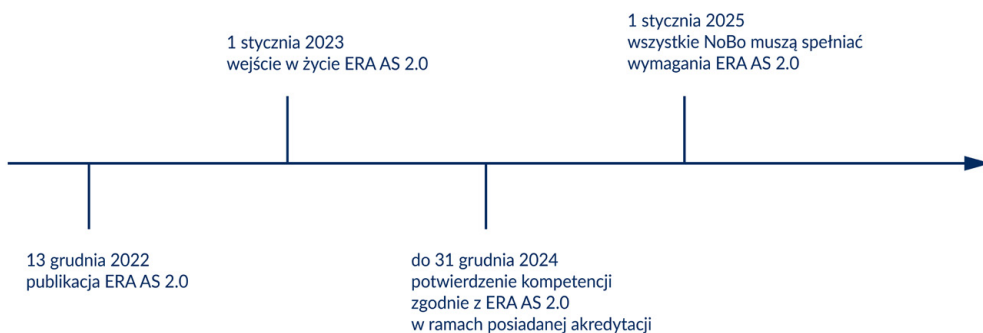 13 grudnia 2022
publikacja ERA AS 2.0
1 stycznia 2023
wejście w życie ERA AS 2.0
do 31 grudnia 2024
potwierdzenie kompetencji
zgodnie z ERA AS 2.0
w ramach posiadanej akredytacji
1 stycznia 2025
wszystkie NoBo muszą spełniać
wymagania ERA AS 2.0